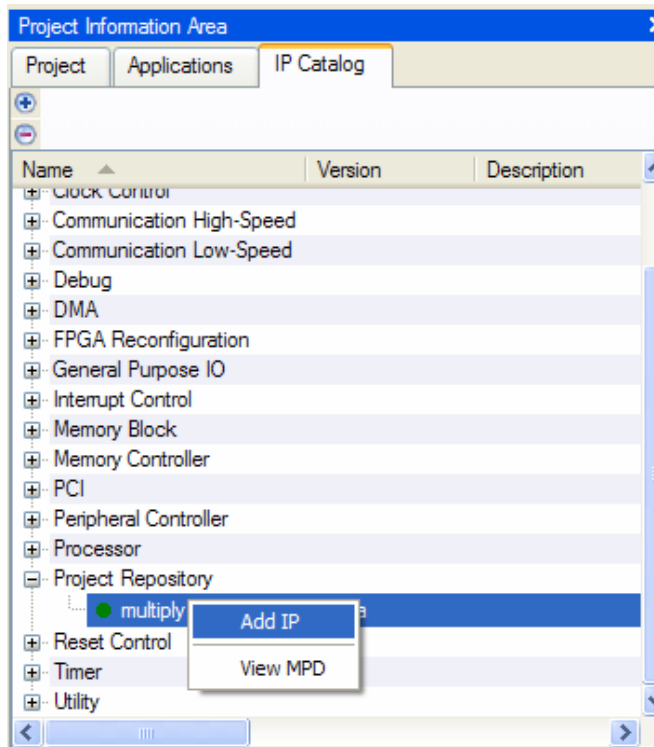 Project Information Area
Project Applications IP Catalog
Name Version Description
Clock Control
Communication High-Speed
Communication Low-Speed
Debug
DMA
FPGA Reconfiguration
General Purpose IO
Interrupt Control
Memory Block
Memory Controller
PCI
Peripheral Controller
Processor
Project Repository
multiply a
Add IP
Reset Control
View MPD
Timer
Utility